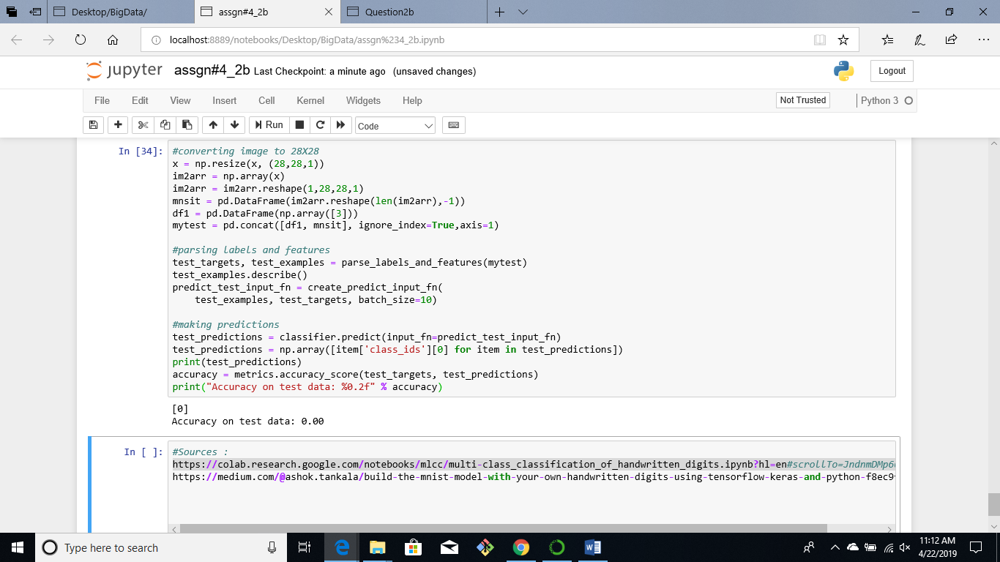 Desktop/BigData/
assgn#4_2b
Question2b
localhost:8889/notebooks/Desktop/BigData/assgn%234_2b.ipynb
jupyter assgn#4_2b Last Checkpoint: a minute ago (unsaved changes)
Logout
File Edit View Insert Cell Kernel Widgets Help
Not Trusted
Python 3
Run
Code
In [34]:
#converting image to 28X28
x = np.resize(x, (28,28,1))
im2arr = np.array(x)
im2arr = im2arr.reshape(1,28,28,1)
mnsit = pd.DataFrame(im2arr.reshape(len(im2arr),-1))
df1 = pd.DataFrame(np.array([3]))
mytest = pd.concat([df1, mnsit], ignore_index=True,axis=1)
#parsing labels and features
test_targets, test_examples = parse_labels_and_features(mytest)
test_examples.describe()
predict_test_input_fn = create_predict_input_fn(
    test_examples, test_targets, batch_size=10)
#making predictions
test_predictions = classifier.predict(input_fn=predict_test_input_fn)
test_predictions = np.array([item['class_ids'][0] for item in test_predictions])
print(test_predictions)
accuracy = metrics.accuracy_score(test_targets, test_predictions)
print("Accuracy on test data: %0.2f" % accuracy)
[0]
Accuracy on test data: 0.00
In [ ]:
#Sources :
https://colab.research.google.com/notebooks/mlcc/multi-class_classification_of_handwritten_digits.ipynb?hl=en#scrollTo=JndnmDMp6
https://medium.com/@ashok.tankala/build-the-mnist-model-with-your-own-handwritten-digits-using-tensorflow-keras-and-python-f8ec9
Type here to search
11:12 AM
4/22/2019